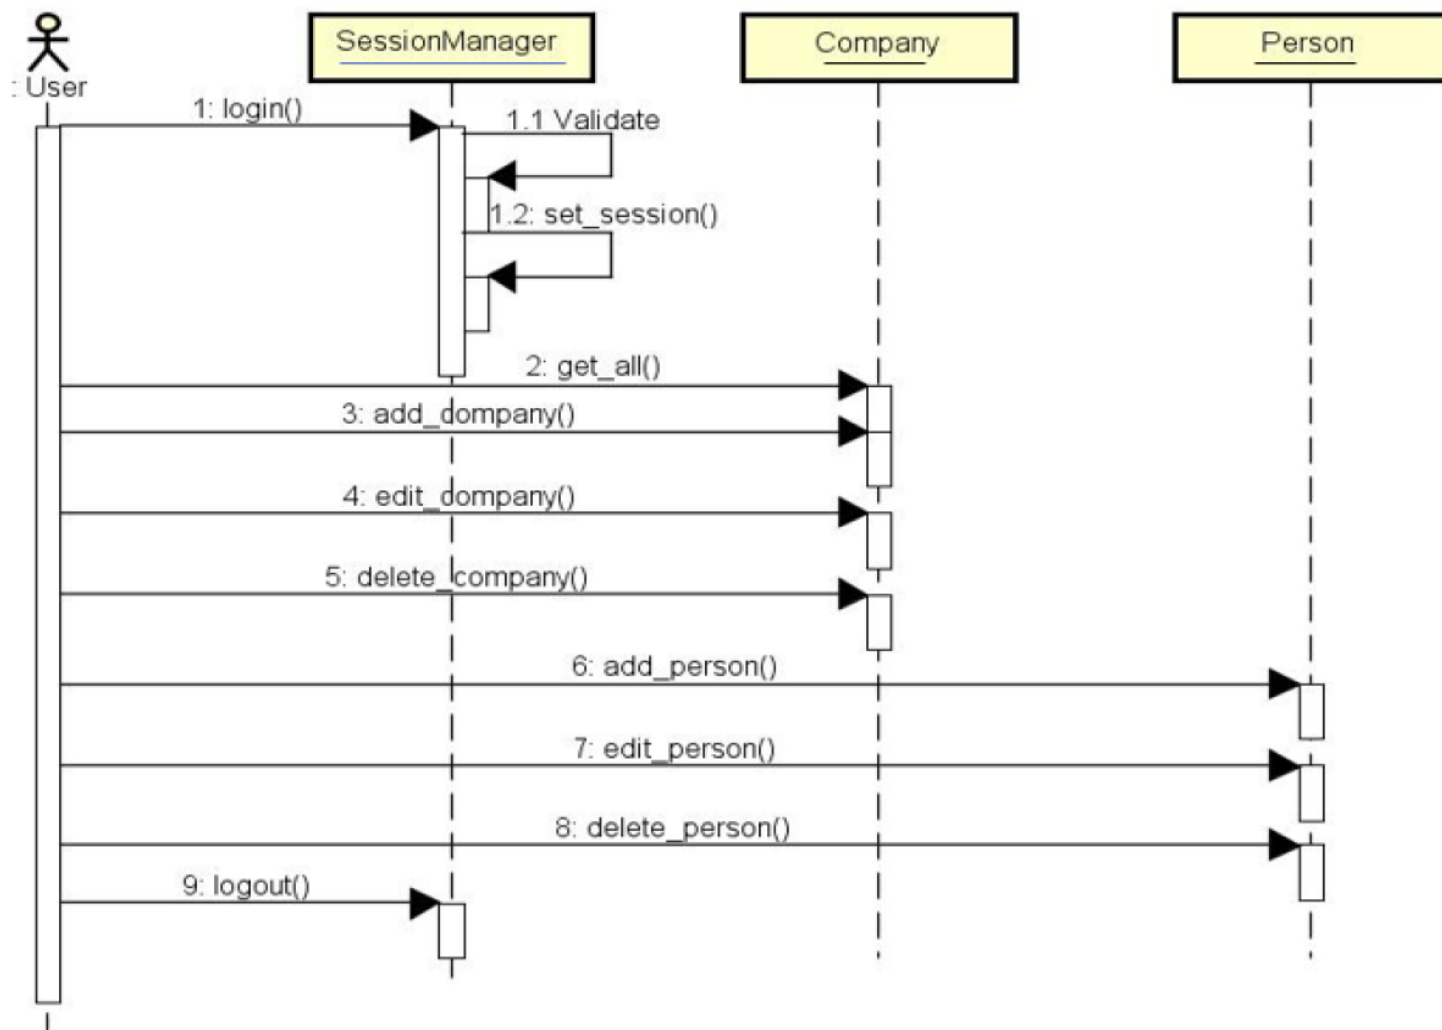 SessionManager
Company
Person
: User
1: login()
1.1 Validate
1.2: set_session()
2: get_all()
3: add_company()
4: edit_company()
5: delete_company()
6: add_person()
7: edit_person()
8: delete_person()
9: logout()